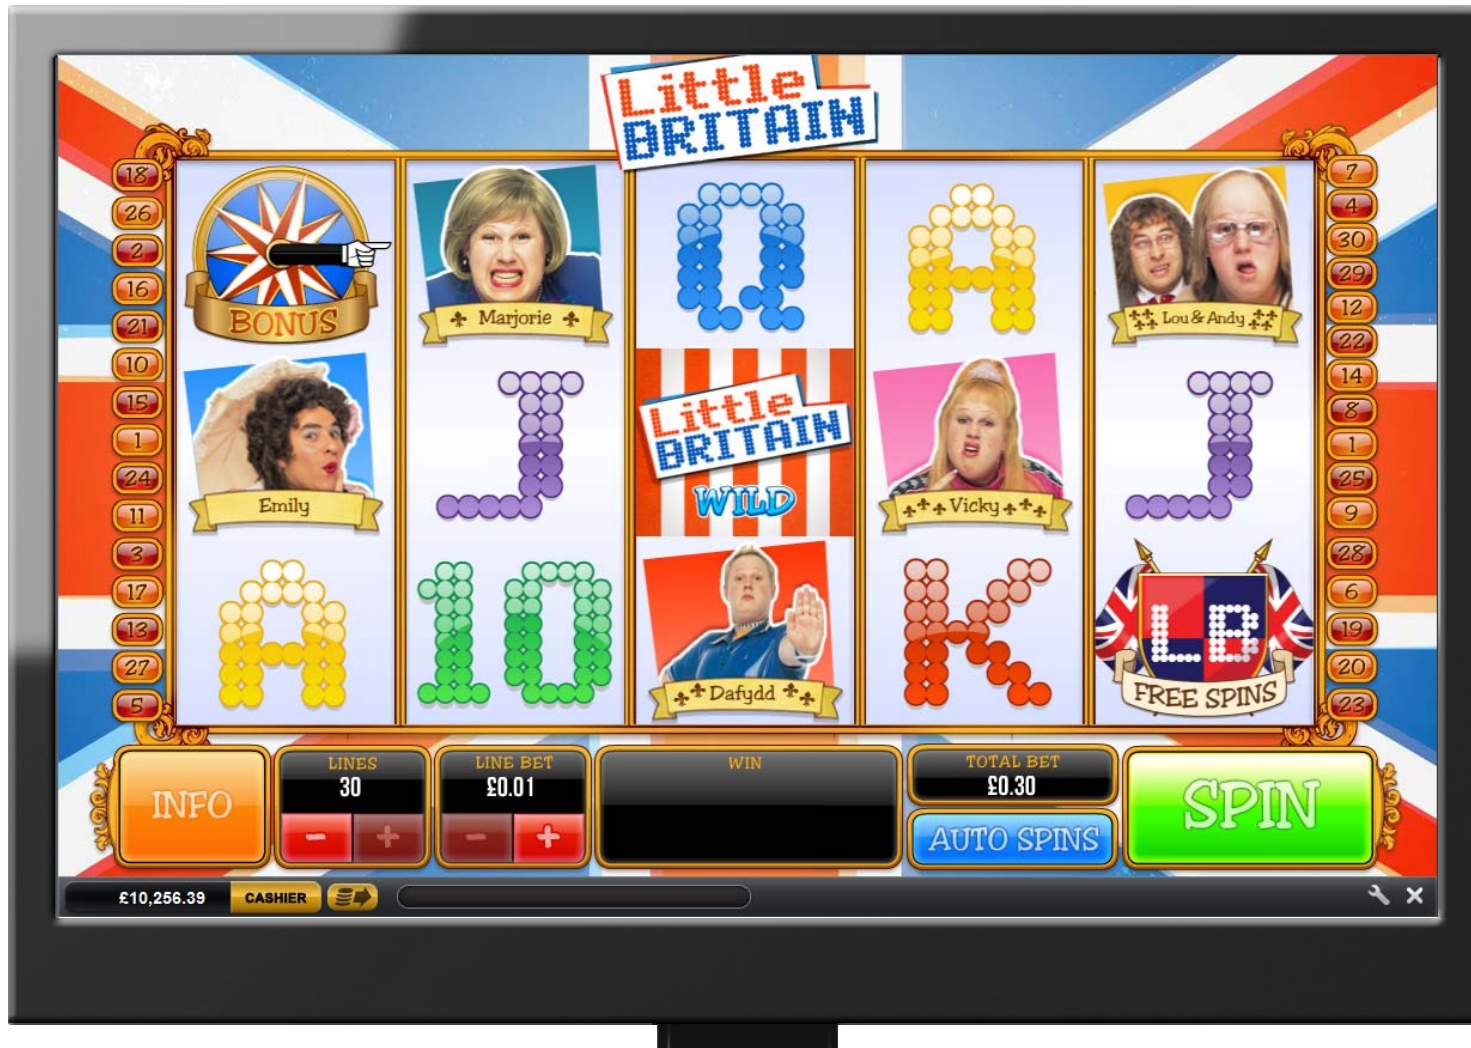 Little
BRITAIN
18
26
2
16
21
10
15
1
24
11
3
17
13
27
5
BONUS
Marjorie
Q
A
Lou & Andy
Emily
J
Little
BRITAIN
WILD
Vicky
J
A
10
Dafydd
K
LB
FREE SPINS
7
4
30
29
12
22
14
8
1
25
9
28
6
19
20
23
INFO
LINES
30
- +
LINE BET
£0.01
- +
WIN
TOTAL BET
£0.30
AUTO SPINS
SPIN
£10,256.39
CASHIER